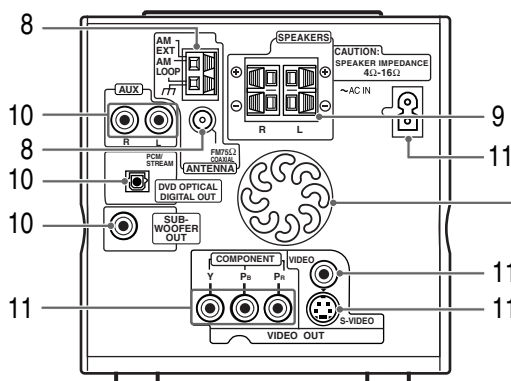 8
AM
EXT
AM
LOOP
SPEAKERS
CAUTION:
SPEAKER IMPEDANCE
4Ω-16Ω
+
+
−
−
R L
~AC IN
9
11
AUX
10
R L
8
FM75Ω
COAXIAL
ANTENNA
PCM/
STREAM
10
DVD OPTICAL
DIGITAL OUT
10
SUB-
WOOFER
OUT
COMPONENT
VIDEO
11
Y PB PR
11
11
S-VIDEO
VIDEO OUT